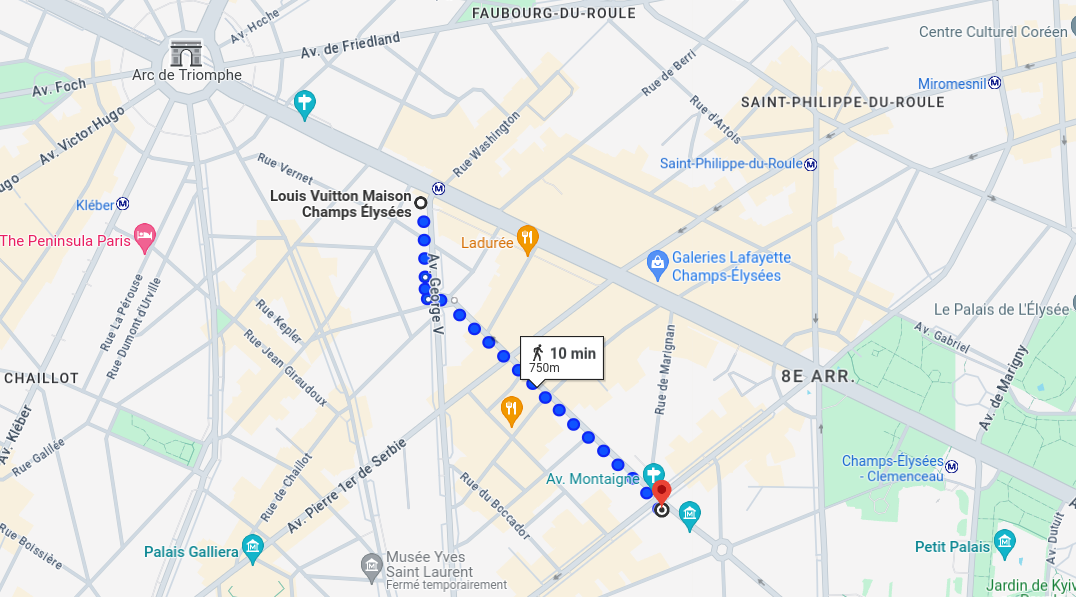 FAUBOURG-DU-ROULE
Av. Hoche
Centre Culturel Coréen
Av. de Friedland
Arc de Triomphe
Rue de Berri
Av. Foch
Miromesnil
M
Rue d'Artois
SAINT-PHILIPPE-DU-ROULE
Av. Victor Hugo
Rue Washington
Rue Vernet
Saint-Philippe-du-Roule
M
ugo
M
Louis Vuitton Maison
Champs Élysées
Kléber
M
The Peninsula Paris
Ladurée
Galeries Lafayette
Champs-Élysées
Av. George V
Rue La Pérouse
Rue Dumont d'Urville
Rue Kepler
Le Palais de L'Élysée
Av. Gabriel
Rue Jean Giraudoux
10 min
750m
Rue de Marignan
CHAILLOT
8E ARR.
Av. de Marigny
Av. Kléber
Rue Galilée
Av. Pierre 1er de Serbie
Rue de Chaillot
Champs-Élysées
- Clemenceau
M
Av. Montaigne
Rue du Boccador
Rue Boissière
Palais Galliera
Musée Yves
Saint Laurent
Fermé temporairement
Petit Palais
Av. Dutuit
Jardin de Kyiv